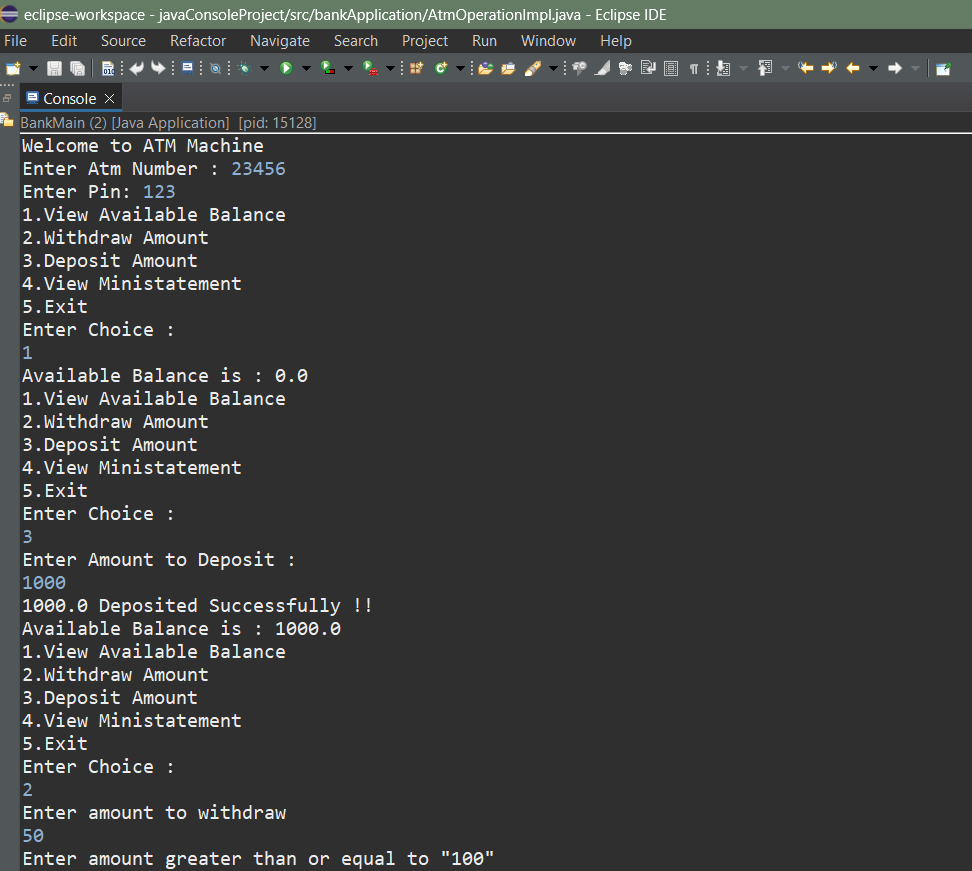 eclipse-workspace - javaConsoleProject/src/bankApplication/AtmOperationImpl.java - Eclipse IDE
File Edit Source Refactor Navigate Search Project Run Window Help
Console
BankMain (2) [Java Application] [pid: 15128]
Welcome to ATM Machine
Enter Atm Number : 23456
Enter Pin: 123
1.View Available Balance
2.Withdraw Amount
3.Deposit Amount
4.View Ministatement
5.Exit
Enter Choice :
1
Available Balance is : 0.0
1.View Available Balance
2.Withdraw Amount
3.Deposit Amount
4.View Ministatement
5.Exit
Enter Choice :
3
Enter Amount to Deposit :
1000
1000.0 Deposited Successfully !!
Available Balance is : 1000.0
1.View Available Balance
2.Withdraw Amount
3.Deposit Amount
4.View Ministatement
5.Exit
Enter Choice :
2
Enter amount to withdraw
50
Enter amount greater than or equal to "100"